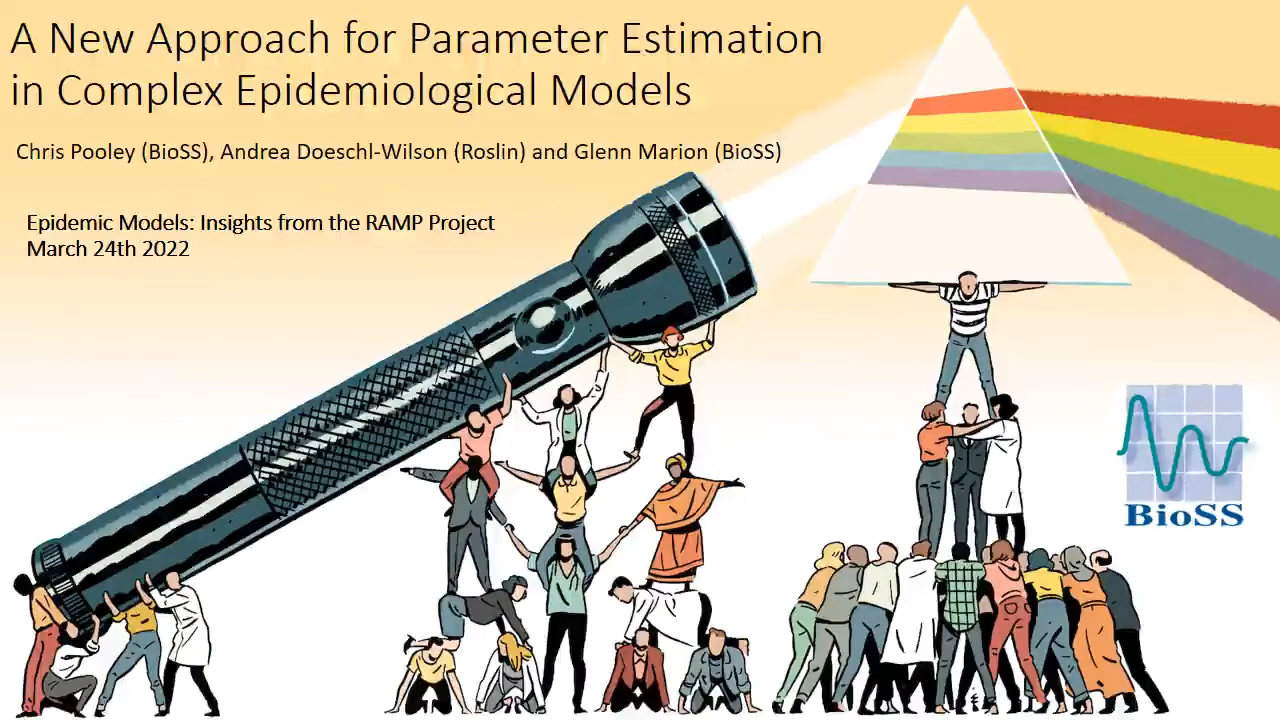 A New Approach for Parameter Estimation
in Complex Epidemiological Models
Chris Pooley (BioSS), Andrea Doeschl-Wilson (Roslin) and Glenn Marion (BioSS)
Epidemic Models: Insights from the RAMP Project
March 24th 2022
BioSS